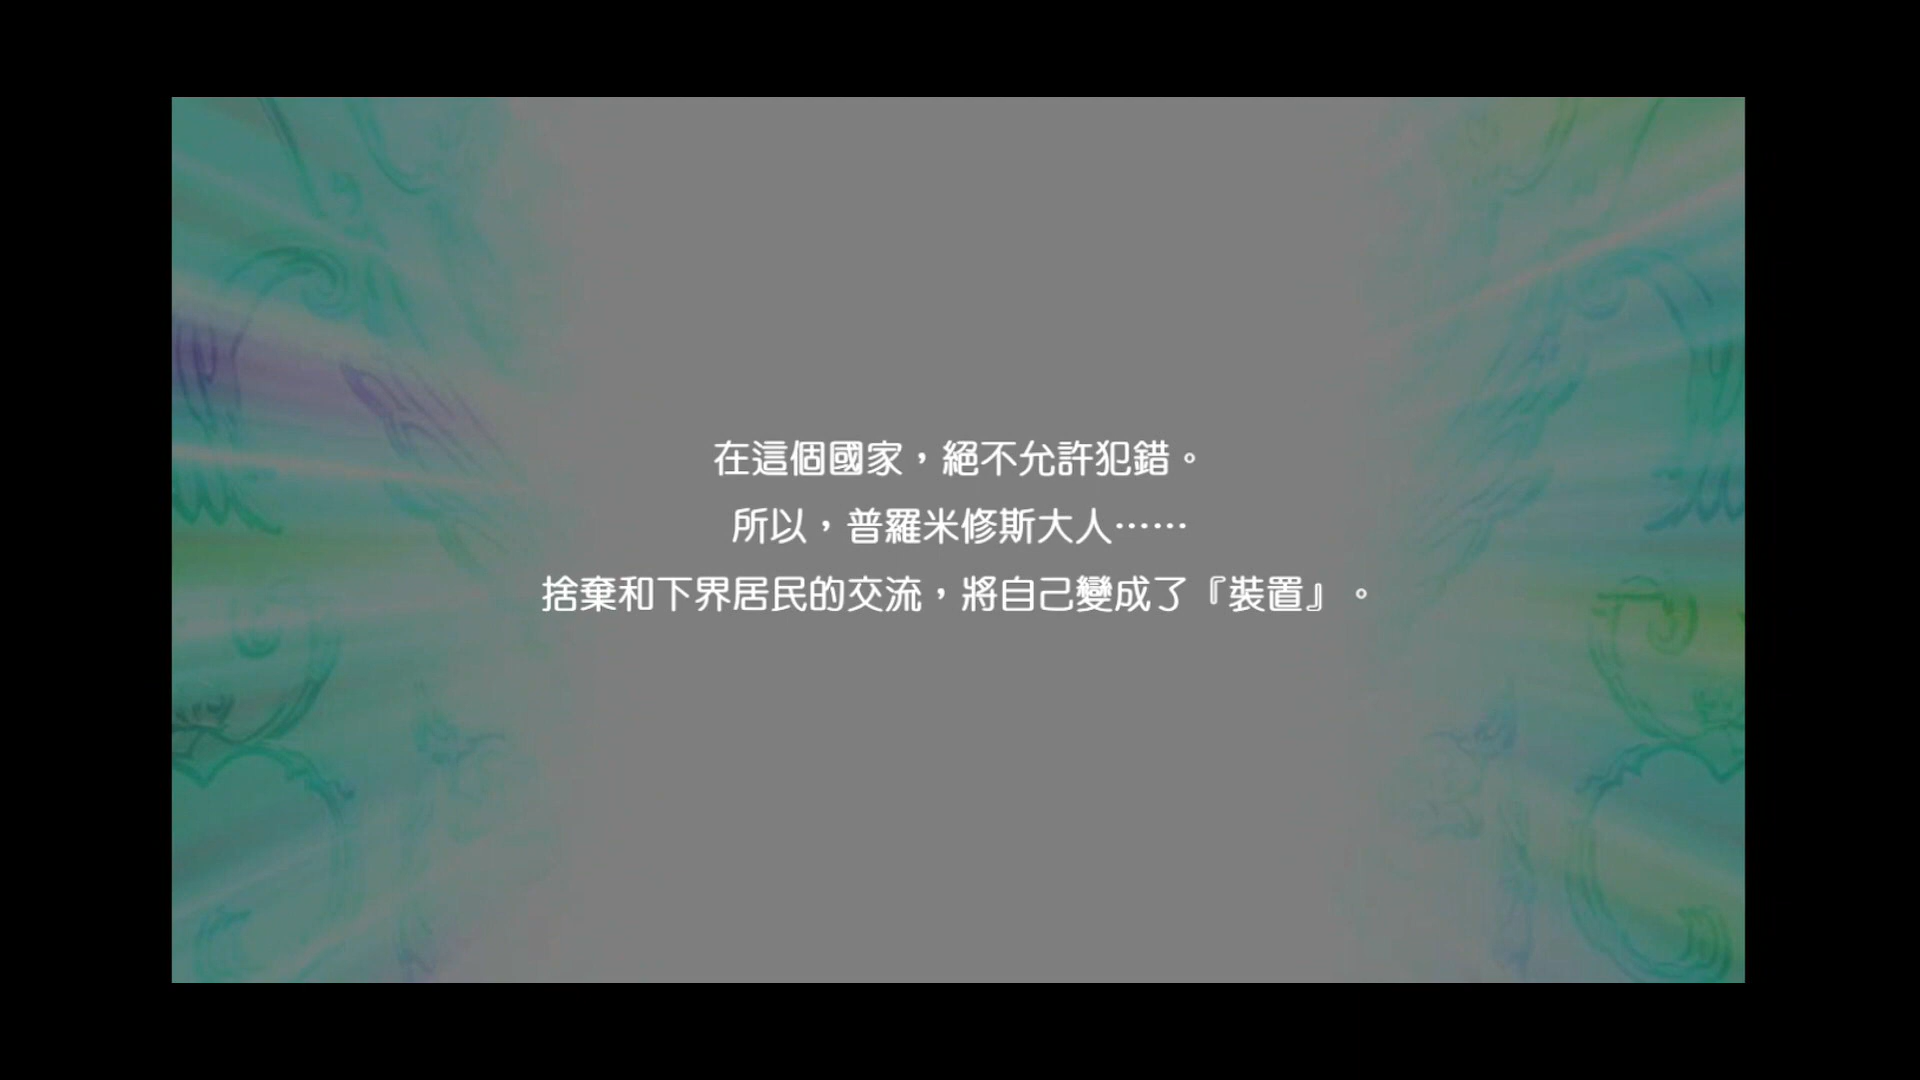 在這個國家，絕不允許犯錯。
所以，普羅米修斯大人⋯⋯
捨棄和下界居民的交流，將自己變成了『裝置』。